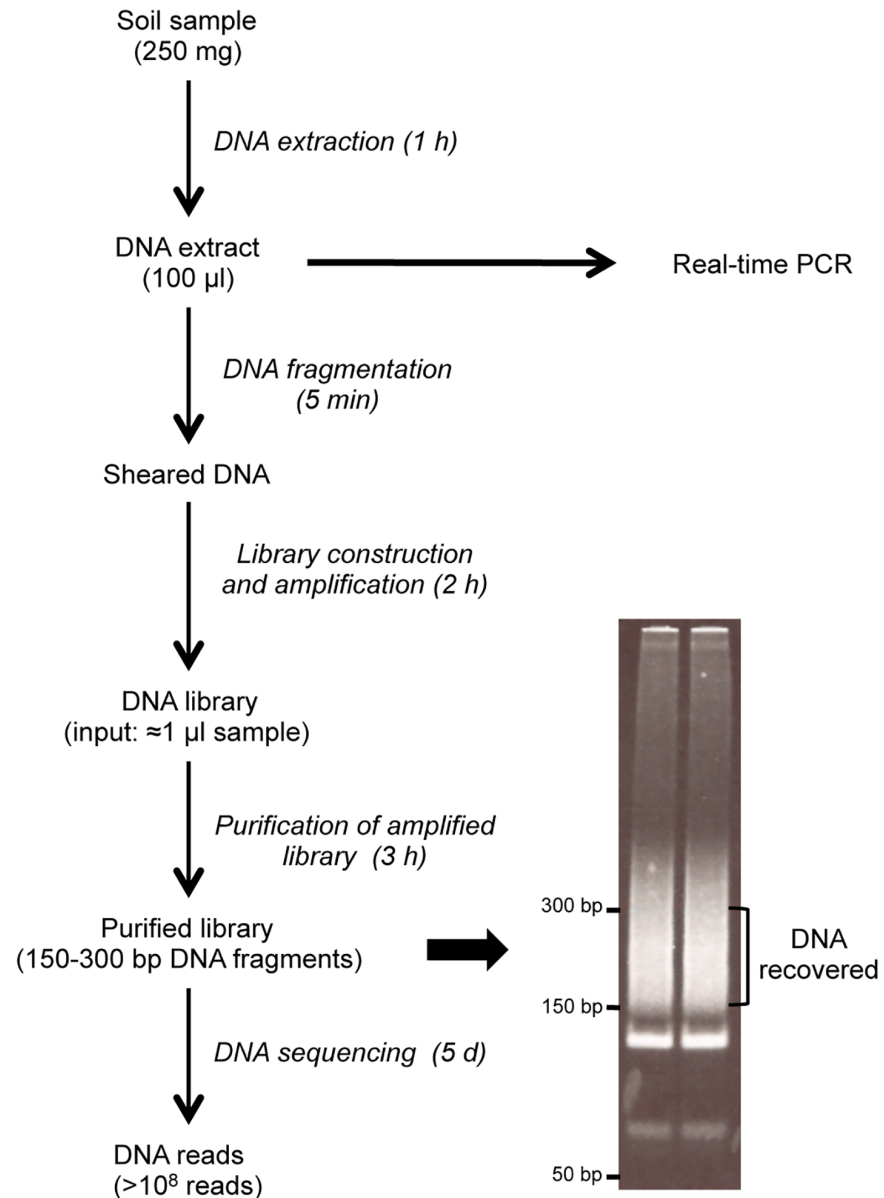 Soil sample
(250 mg)
DNA extraction (1 h)
DNA extract
(100 µl)
Real-time PCR
DNA fragmentation
(5 min)
Sheared DNA
Library construction
and amplification (2 h)
DNA library
(input: ≈1 µl sample)
Purification of amplified
library  (3 h)
Purified library
(150-300 bp DNA fragments)
300 bp
DNA
recovered
150 bp
DNA sequencing  (5 d)
DNA reads
(>10⁸ reads)
50 bp